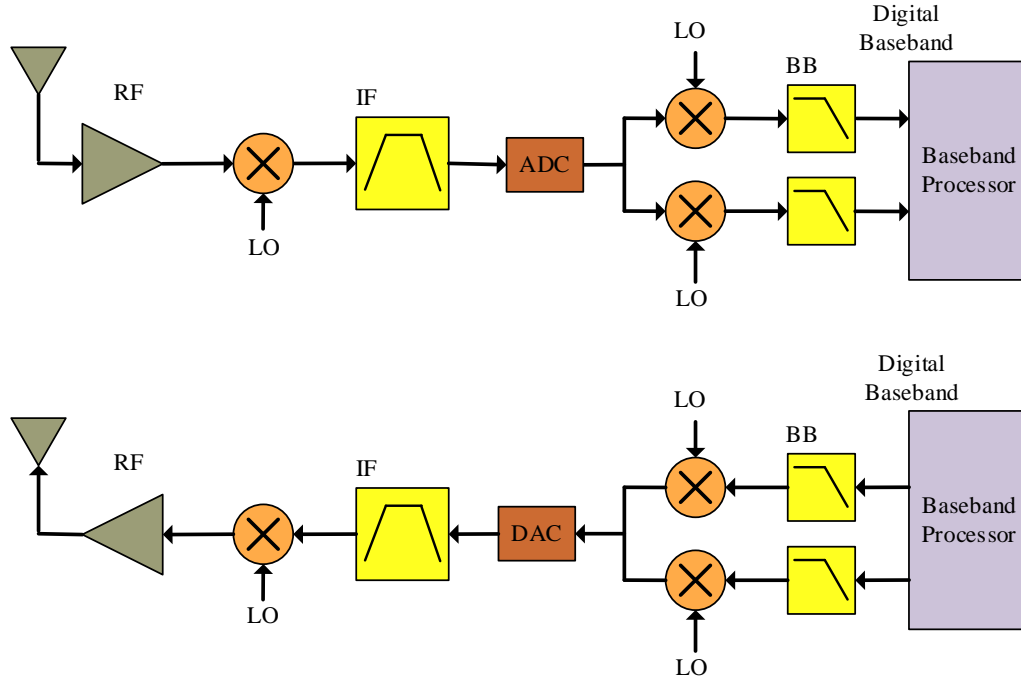 LO
Digital
Baseband
RF
IF
BB
ADC
Baseband
Processor
LO
LO
Digital
Baseband
LO
RF
IF
BB
DAC
Baseband
Processor
LO
LO